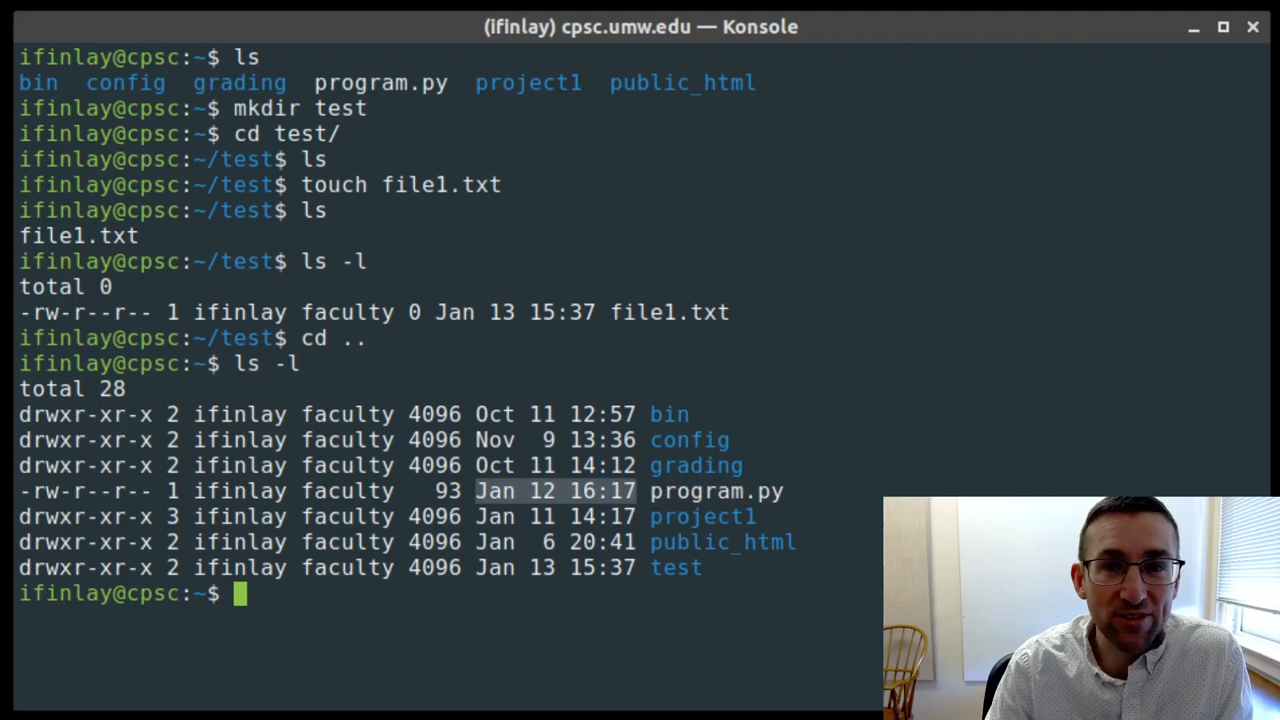 (ifinlay) cpsc.umw.edu — Konsole
ifinlay@cpsc:~$ ls
bin  config  grading  program.py  project1  public_html
ifinlay@cpsc:~$ mkdir test
ifinlay@cpsc:~$ cd test/
ifinlay@cpsc:~/test$ ls
ifinlay@cpsc:~/test$ touch file1.txt
ifinlay@cpsc:~/test$ ls
file1.txt
ifinlay@cpsc:~/test$ ls -l
total 0
-rw-r--r-- 1 ifinlay faculty 0 Jan 13 15:37 file1.txt
ifinlay@cpsc:~/test$ cd ..
ifinlay@cpsc:~$ ls -l
total 28
drwxr-xr-x 2 ifinlay faculty 4096 Oct 11 12:57 bin
drwxr-xr-x 2 ifinlay faculty 4096 Nov  9 13:36 config
drwxr-xr-x 2 ifinlay faculty 4096 Oct 11 14:12 grading
-rw-r--r-- 1 ifinlay faculty   93 Jan 12 16:17 program.py
drwxr-xr-x 3 ifinlay faculty 4096 Jan 11 14:17 project1
drwxr-xr-x 2 ifinlay faculty 4096 Jan  6 20:41 public_html
drwxr-xr-x 2 ifinlay faculty 4096 Jan 13 15:37 test
ifinlay@cpsc:~$